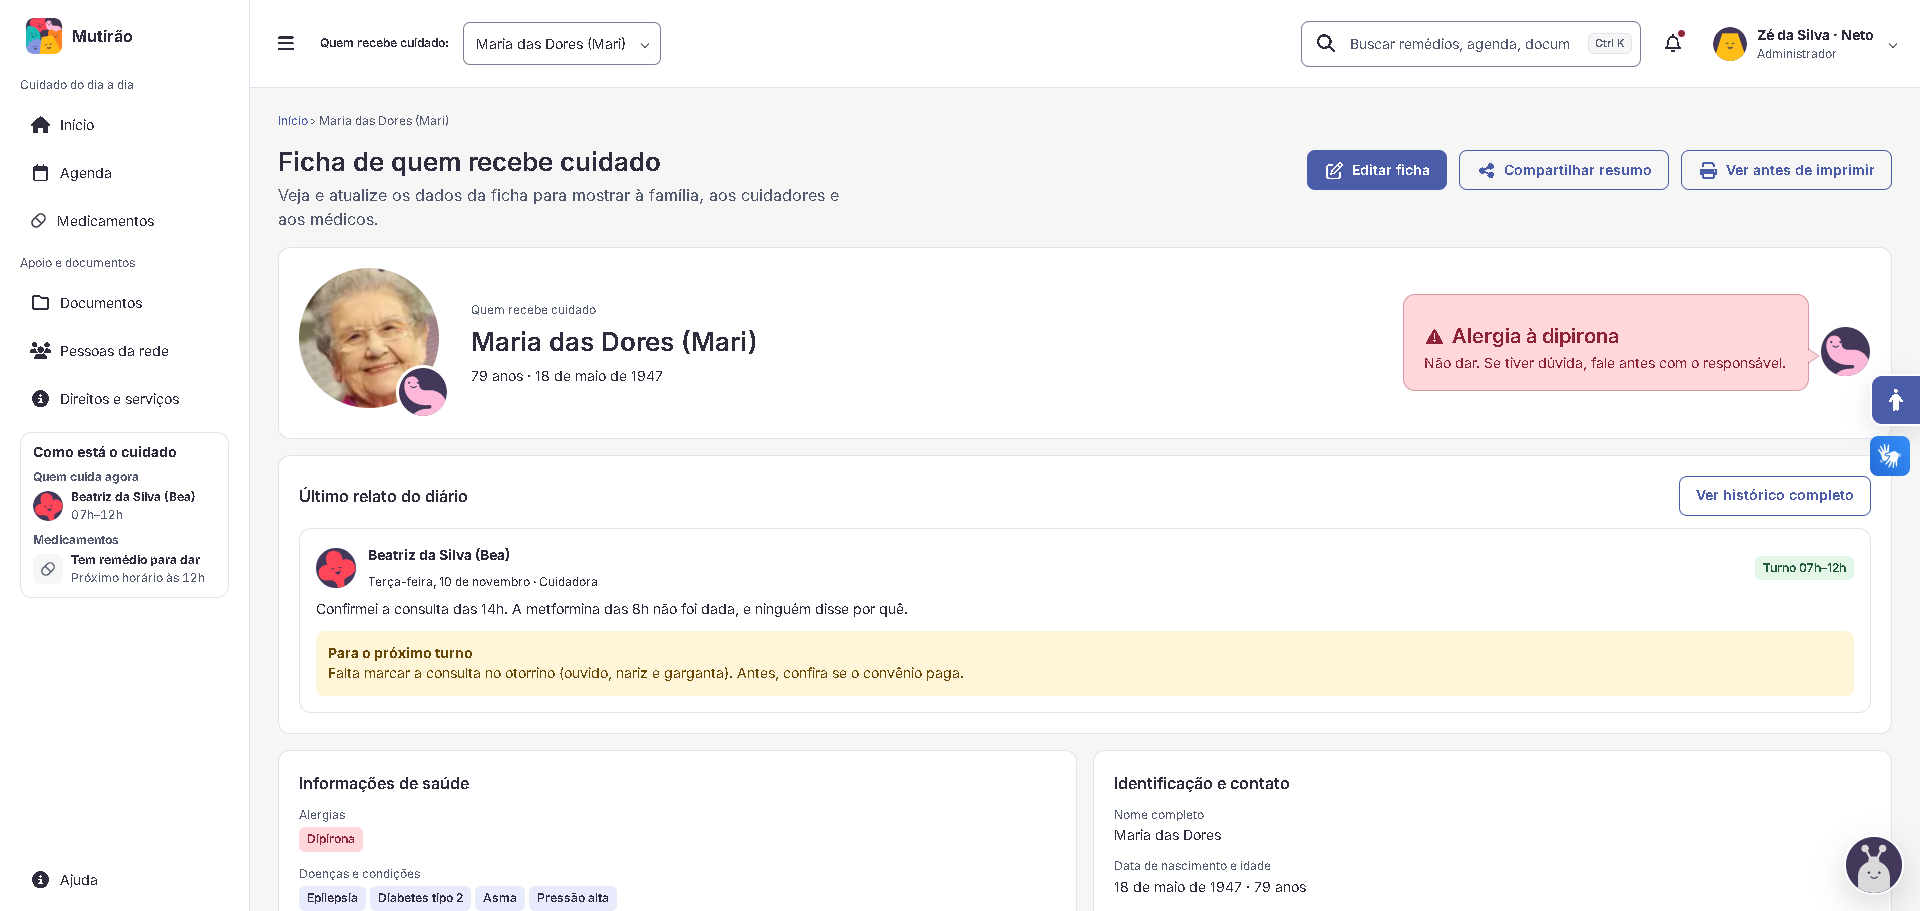 Mutirão
Cuidado do dia a dia
Início
Agenda
Medicamentos
Apoio e documentos
Documentos
Pessoas da rede
Direitos e serviços
Como está o cuidado
Quem cuida agora
Beatriz da Silva (Bea)
07h–12h
Medicamentos
Tem remédio para dar
Próximo horário às 12h
Ajuda
Quem recebe cuidado:
Maria das Dores (Mari)
Buscar remédios, agenda, docum
Ctrl K
Zé da Silva · Neto
Administrador
Início › Maria das Dores (Mari)
Ficha de quem recebe cuidado
Veja e atualize os dados da ficha para mostrar à família, aos cuidadores e
aos médicos.
Editar ficha
Compartilhar resumo
Ver antes de imprimir
Quem recebe cuidado
Maria das Dores (Mari)
79 anos · 18 de maio de 1947
Alergia à dipirona
Não dar. Se tiver dúvida, fale antes com o responsável.
Último relato do diário
Ver histórico completo
Beatriz da Silva (Bea)
Terça-feira, 10 de novembro · Cuidadora
Turno 07h–12h
Confirmei a consulta das 14h. A metformina das 8h não foi dada, e ninguém disse por quê.
Para o próximo turno
Falta marcar a consulta no otorrino (ouvido, nariz e garganta). Antes, confira se o convênio paga.
Informações de saúde
Alergias
Dipirona
Doenças e condições
Epilepsia
Diabetes tipo 2
Asma
Pressão alta
Identificação e contato
Nome completo
Maria das Dores
Data de nascimento e idade
18 de maio de 1947 · 79 anos